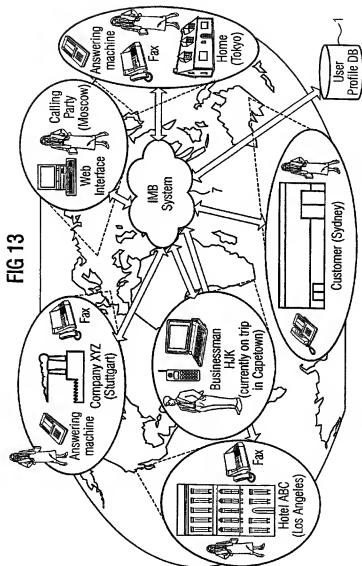 FIG 13
Answering
machine
Fax
Home
(Tokyo)
Calling
Party
(Moscow)
Web
Interface
IMB
System
1
User
Profile DB
Customer (Sydney)
Fax
Company XYZ
(Stuttgart)
Answering
machine
Businessman
HJK
(currently on trip
in Capetown)
Fax
Hotel ABC
(Los Angeles)